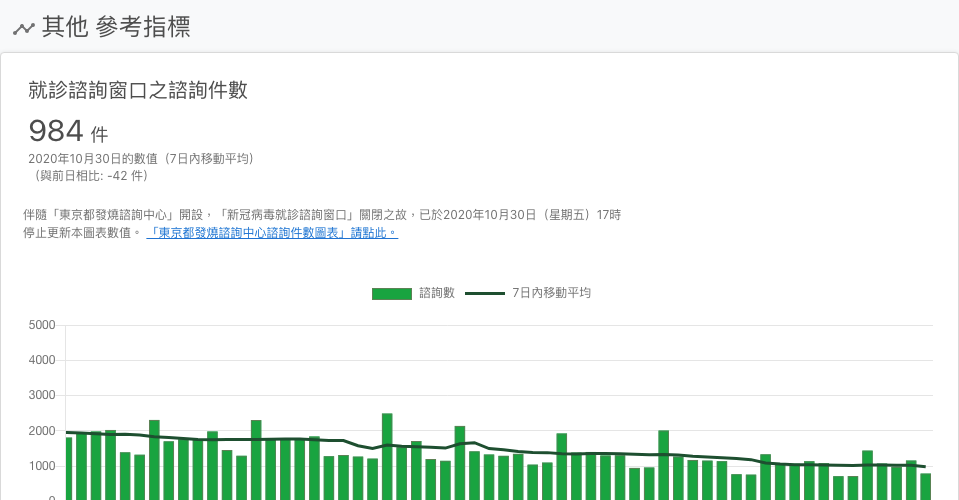 其他 參考指標
就診諮詢窗口之諮詢件數
984 件
2020年10月30日的數值（7日內移動平均）
（與前日相比: -42 件）
伴隨「東京都發燒諮詢中心」開設，「新冠病毒就診諮詢窗口」關閉之故，已於2020年10月30日（星期五）17時
停止更新本圖表數值。 「東京都發燒諮詢中心諮詢件數圖表」請點此。
諮詢數 7日內移動平均
5000
4000
3000
2000
1000
0